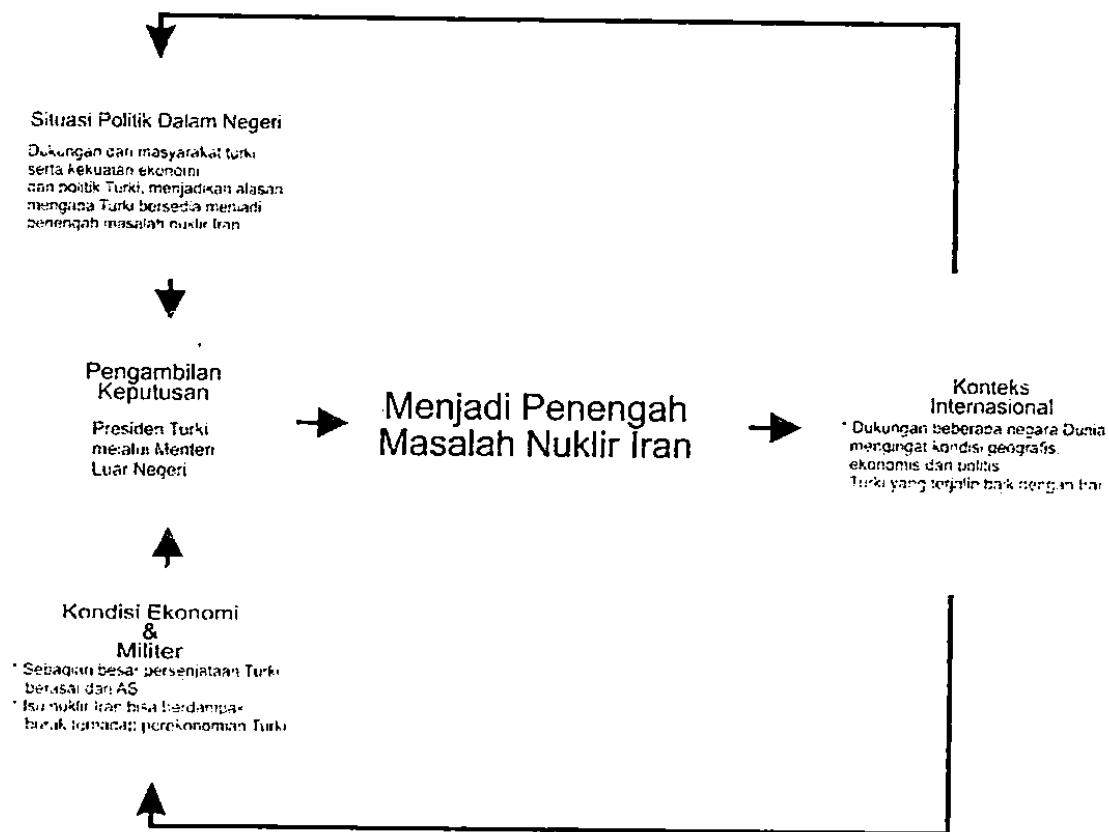 Situasi Politik Dalam Negeri
Dukungan dari masyarakat turki
serta kekuatan ekonomi
dan politik Turki, menjadikan alasan
mengapa Turki bersedia menjadi
penengah masalah nuklir Iran
Pengambilan
Keputusan
Presiden Turki
melalui Menteri
Luar Negeri
Menjadi Penengah
Masalah Nuklir Iran
Konteks
Internasional
* Dukungan beberapa negara Dunia
mengingat kondisi geografis,
ekonomis dan politis
Turki yang terjalin baik dengan Iran
Kondisi Ekonomi
&
Militer
* Sebagian besar persenjataan Turki
berasal dari AS
* Isu nuklir Iran bisa berdampak
buruk terhadap perekonomian Turki